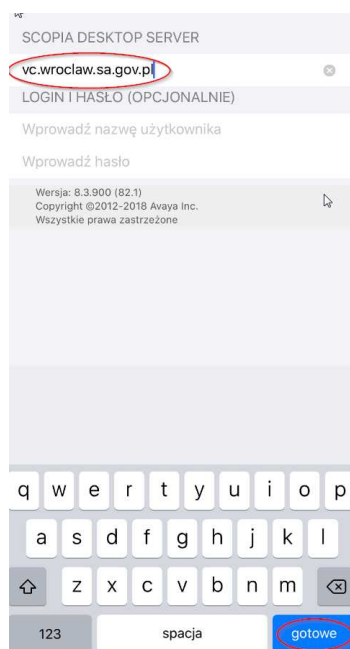 SCOPIA DESKTOP SERVER
vc.wroclaw.sa.gov.pl
LOGIN I HASŁO (OPCJONALNIE)
Wprowadź nazwę użytkownika
Wprowadź hasło
Wersja: 8.3.900 (82.1)
Copyright ©2012-2018 Avaya Inc.
Wszystkie prawa zastrzeżone
q w e r t y u i o p
a s d f g h j k l
z x c v b n m
123 spacja gotowe